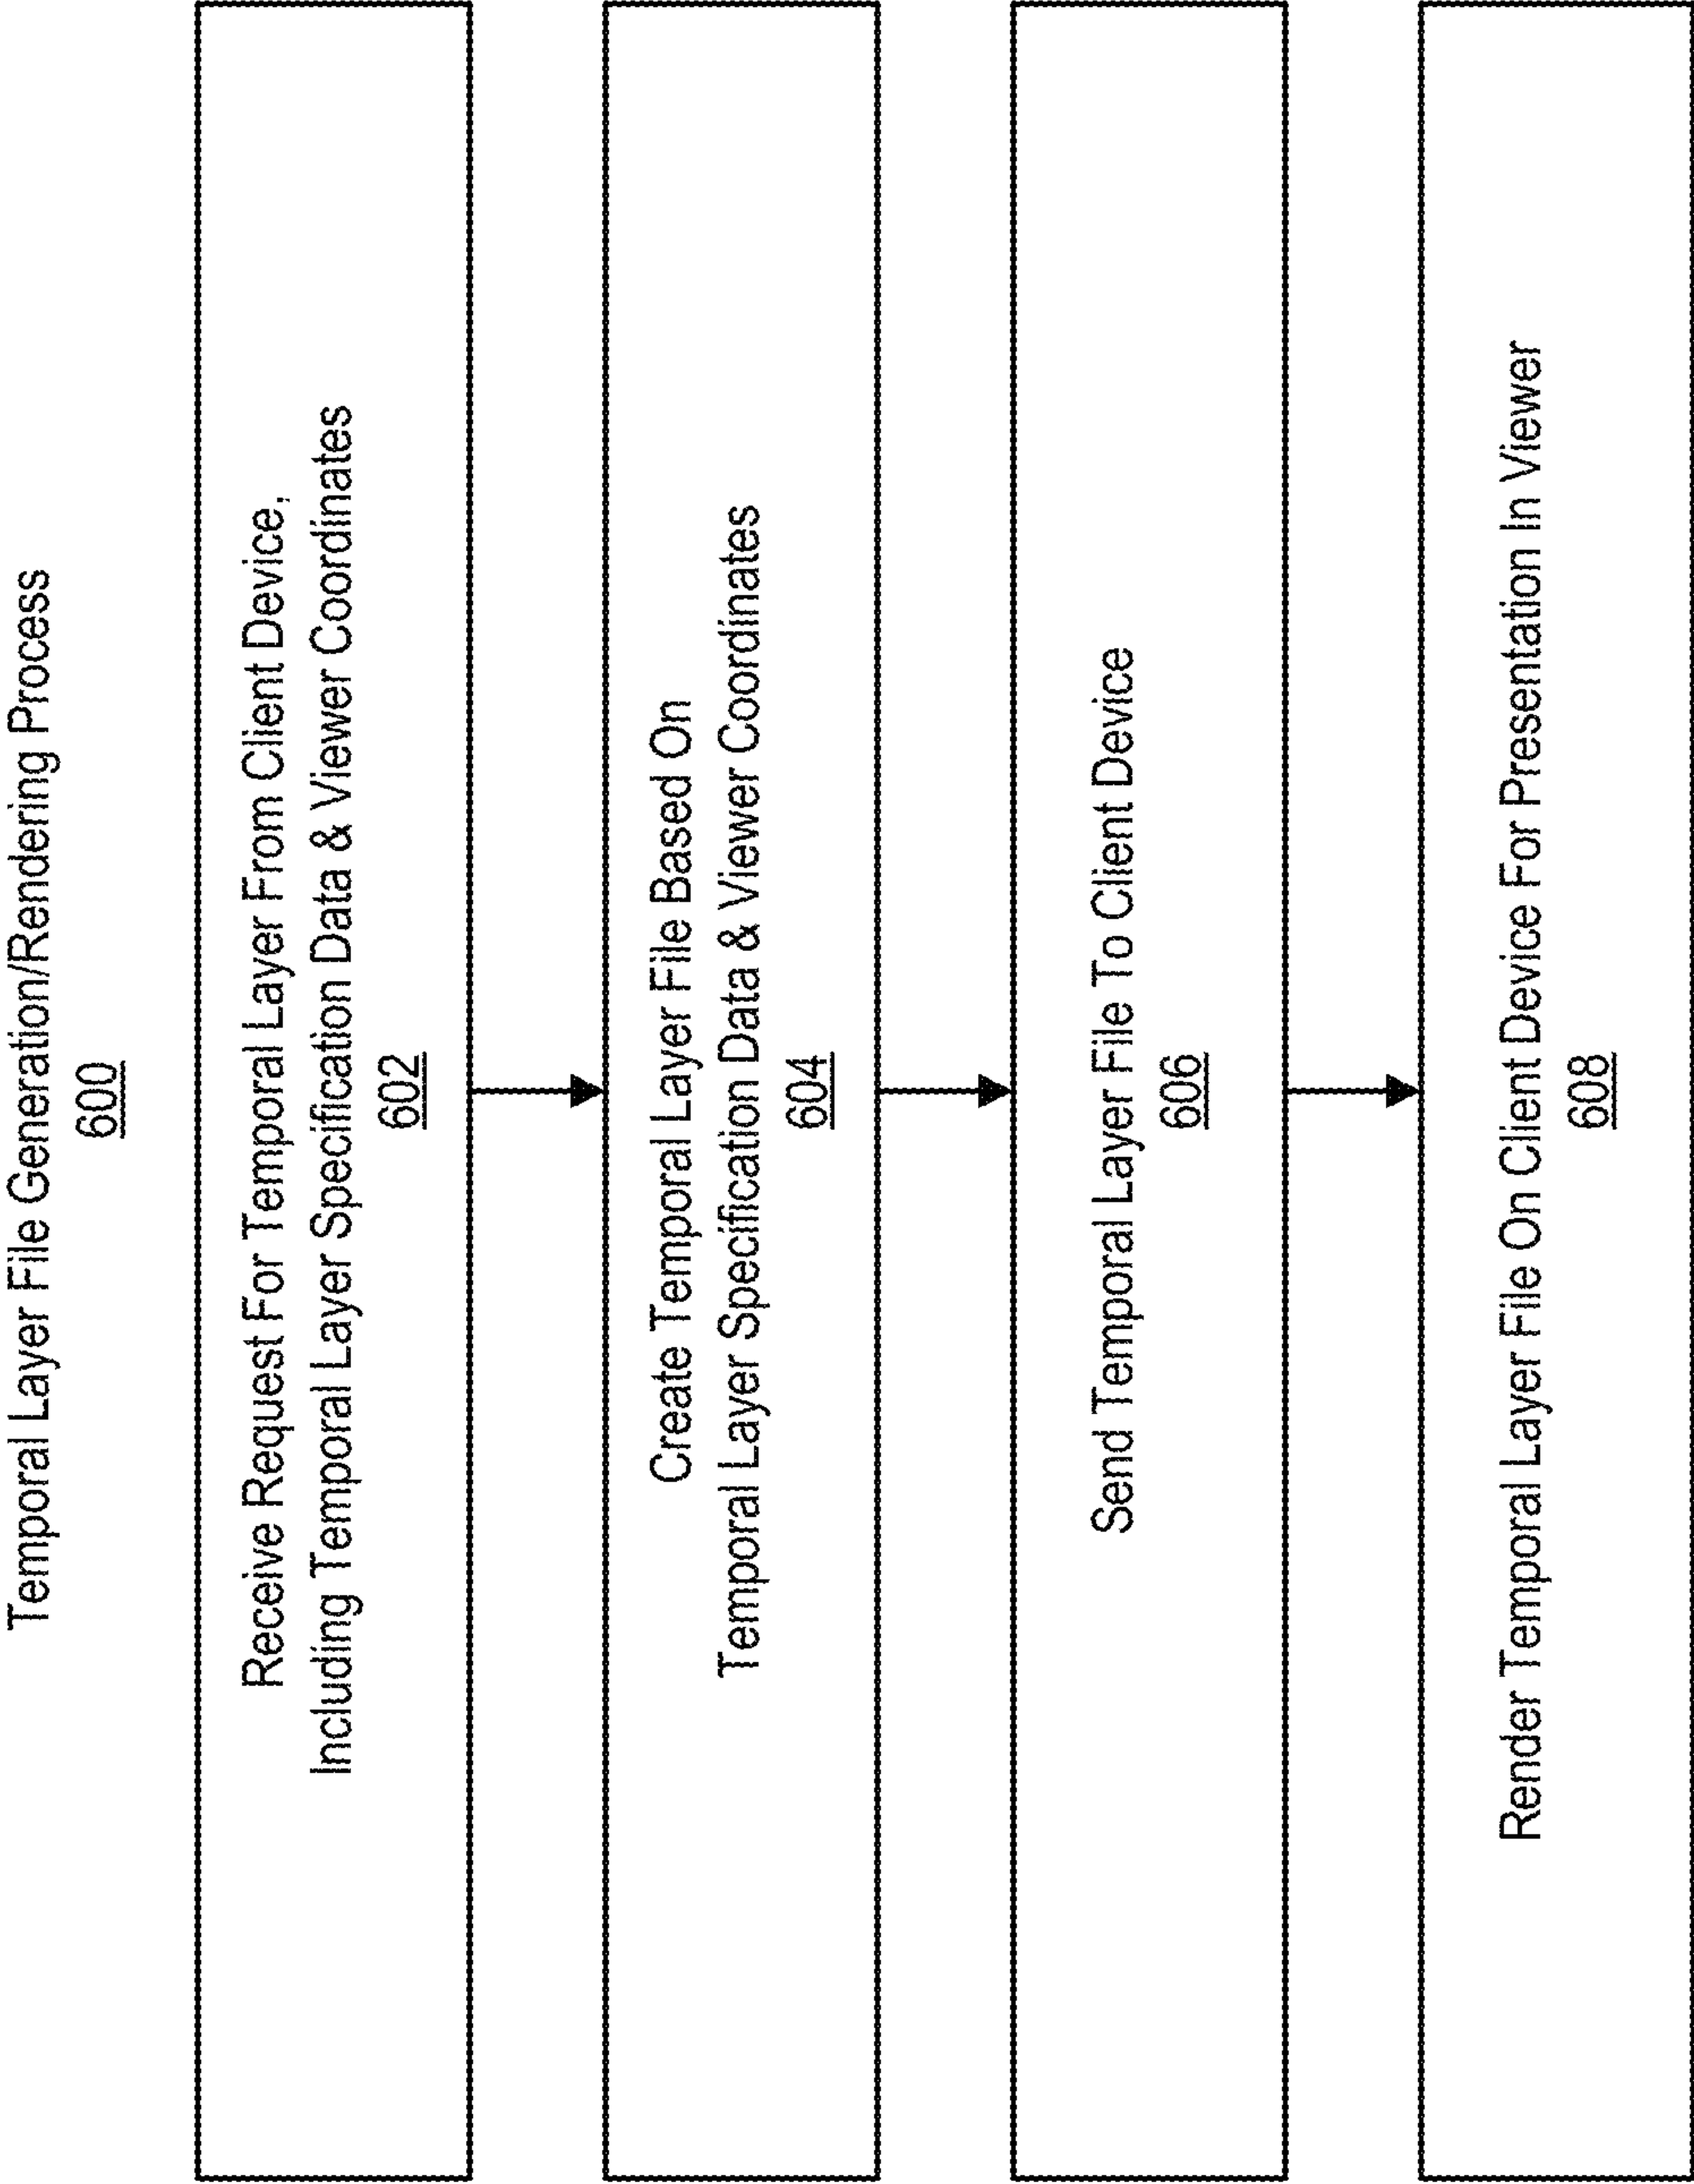 Temporal Layer File Generation/Rendering Process
600
Receive Request For Temporal Layer From Client Device,
Including Temporal Layer Specification Data & Viewer Coordinates
602
Create Temporal Layer File Based On
Temporal Layer Specification Data & Viewer Coordinates
604
Send Temporal Layer File To Client Device
606
Render Temporal Layer File On Client Device For Presentation In Viewer
608